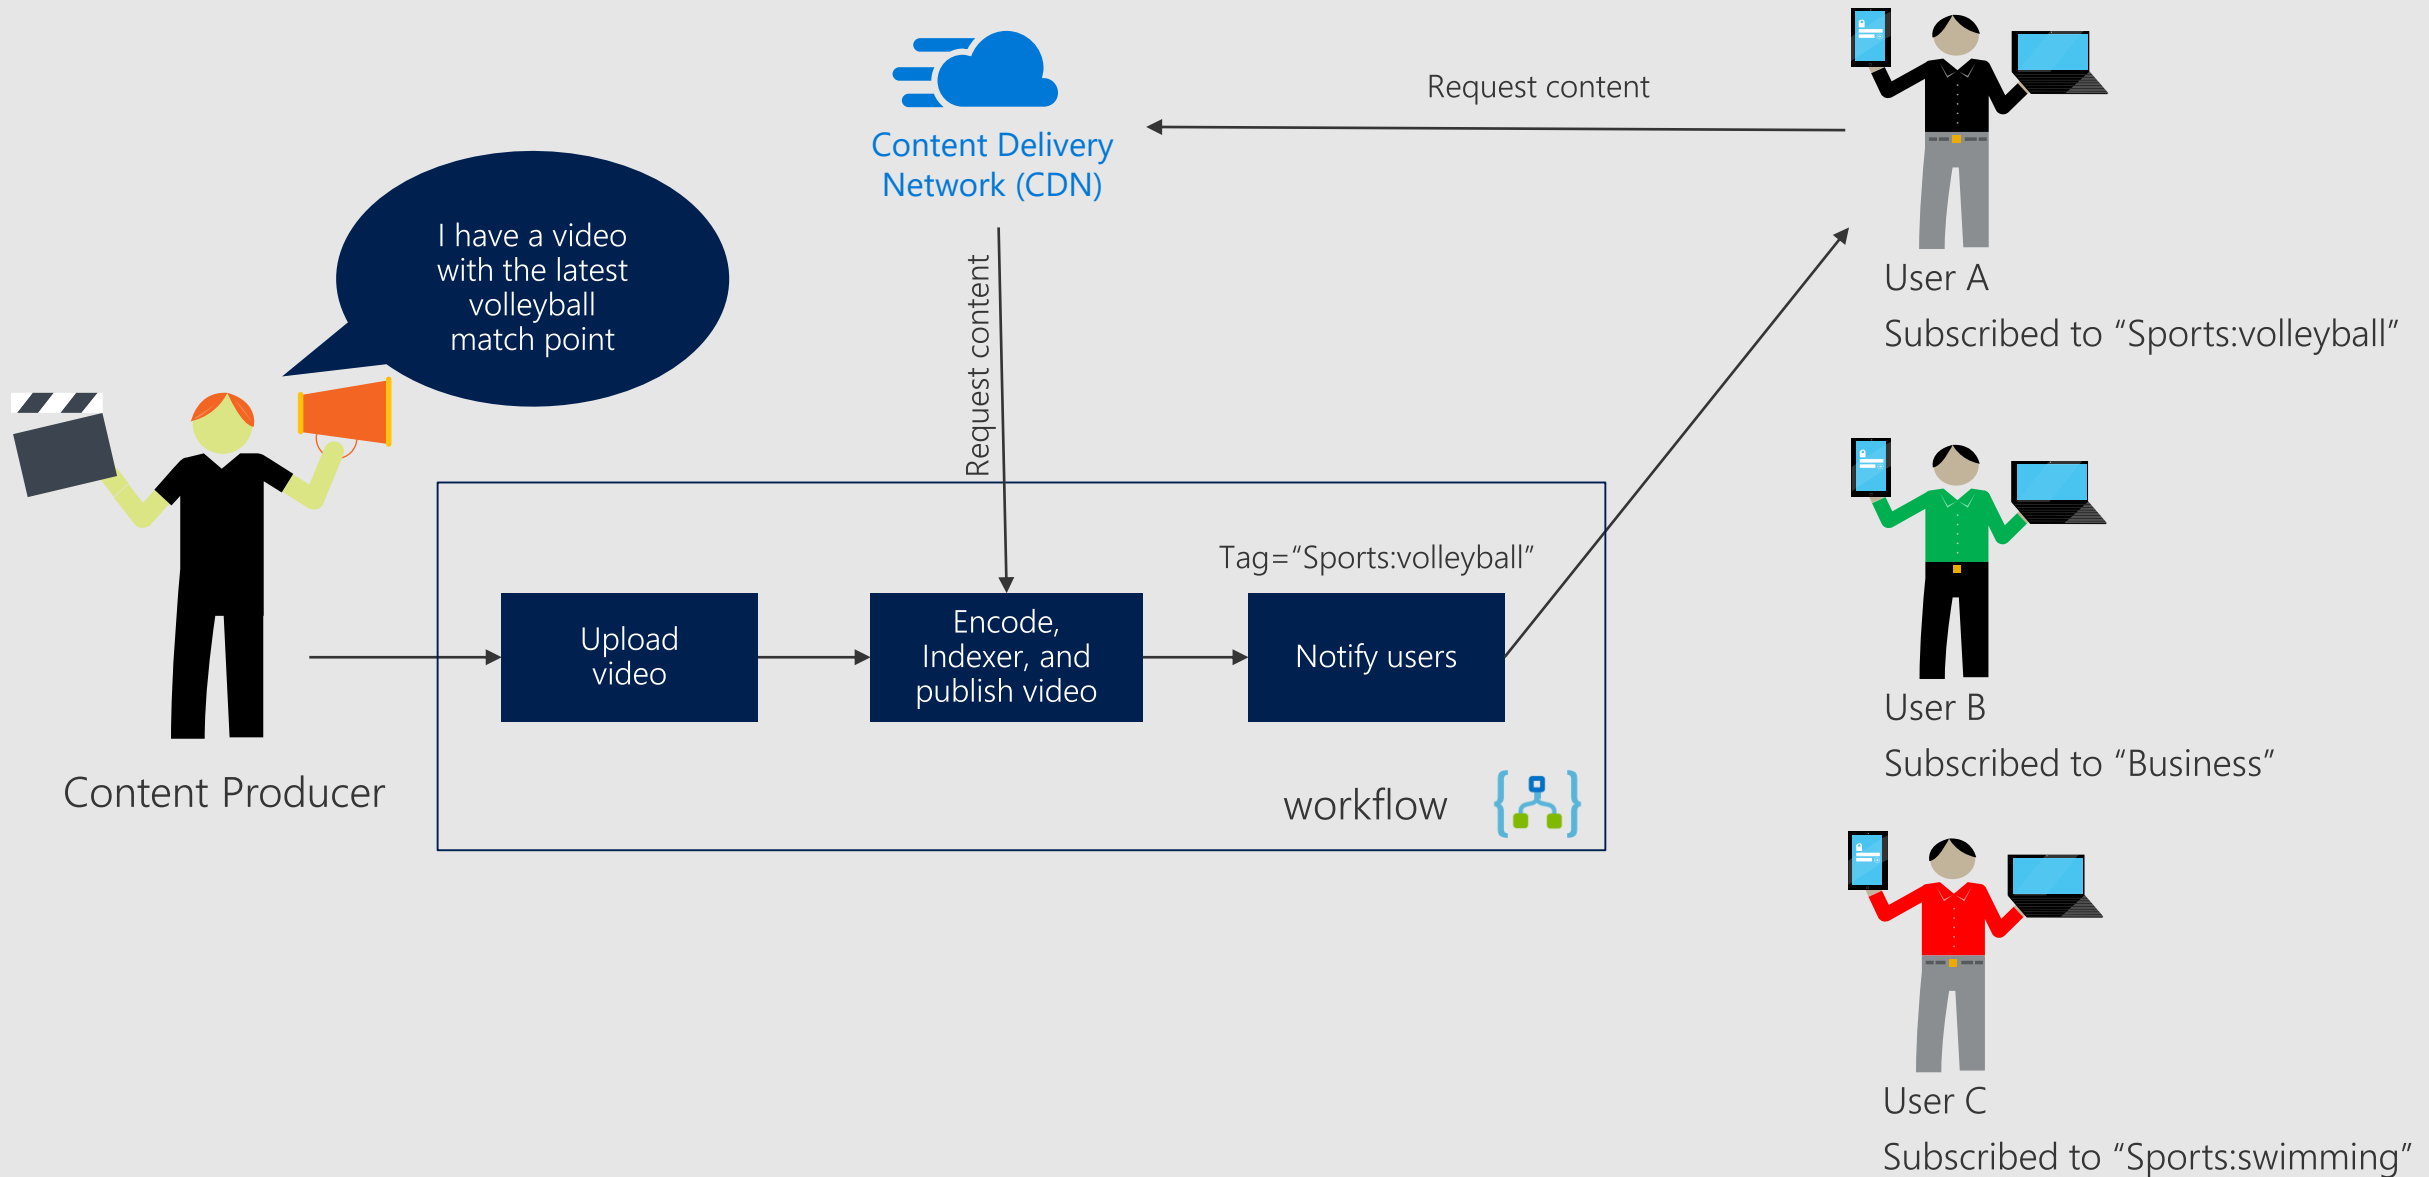 Content Delivery
Network (CDN)
Request content
I have a video
with the latest
volleyball
match point
Request content
User A
Subscribed to “Sports:volleyball”
Tag=“Sports:volleyball”
Upload
video
Encode,
Indexer, and
publish video
Notify users
User B
Subscribed to “Business”
Content Producer
workflow
User C
Subscribed to “Sports:swimming”